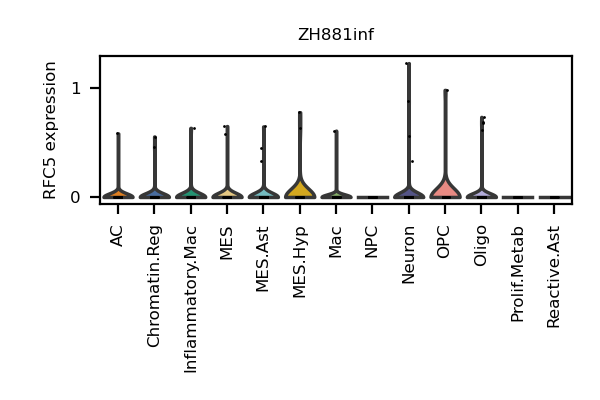 ZH881inf
RFC5 expression
1
0
AC
Chromatin.Reg
Inflammatory.Mac
MES
MES.Ast
MES.Hyp
Mac
NPC
Neuron
OPC
Oligo
Prolif.Metab
Reactive.Ast